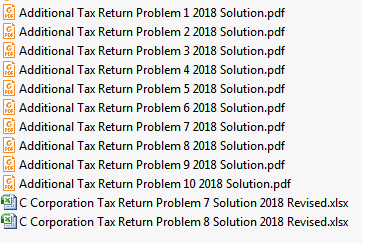 Additional Tax Return Problem 1 2018 Solution.pdf
Additional Tax Return Problem 2 2018 Solution.pdf
Additional Tax Return Problem 3 2018 Solution.pdf
Additional Tax Return Problem 4 2018 Solution.pdf
Additional Tax Return Problem 5 2018 Solution.pdf
Additional Tax Return Problem 6 2018 Solution.pdf
Additional Tax Return Problem 7 2018 Solution.pdf
Additional Tax Return Problem 8 2018 Solution.pdf
Additional Tax Return Problem 9 2018 Solution.pdf
Additional Tax Return Problem 10 2018 Solution.pdf
C Corporation Tax Return Problem 7 Solution 2018 Revised.xlsx
C Corporation Tax Return Problem 8 Solution 2018 Revised.xlsx